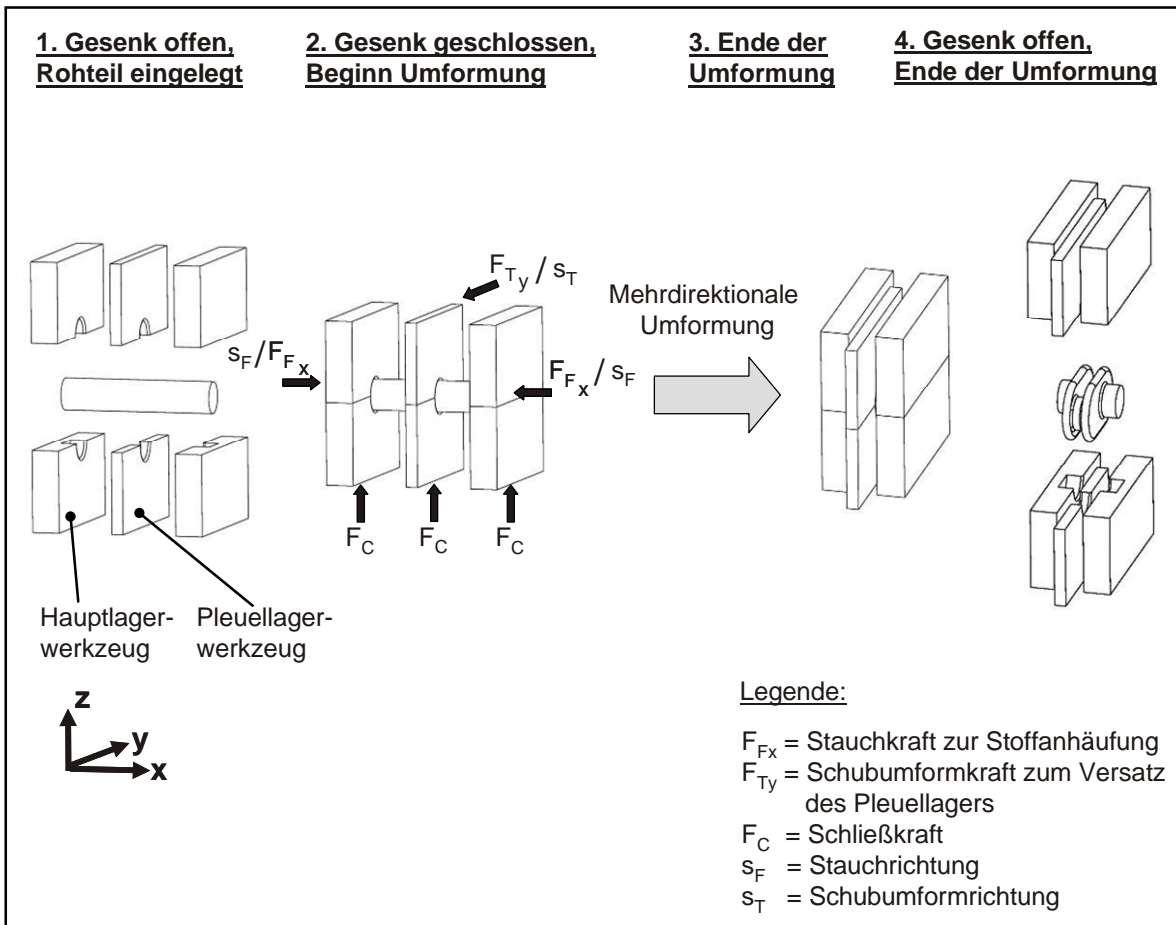 1. Gesenk offen,
Rohteil eingelegt
2. Gesenk geschlossen,
Beginn Umformung
3. Ende der
Umformung
4. Gesenk offen,
Ende der Umformung
F_Ty / s_T
s_F/F_Fx
F_Fx / s_F
Mehrdirektionale
Umformung
F_C
F_C
F_C
Hauptlager-
werkzeug
Pleuellager-
werkzeug
z
y
x
Legende:
F_Fx = Stauchkraft zur Stoffanhäufung
F_Ty = Schubumformkraft zum Versatz
des Pleuellagers
F_C = Schließkraft
s_F = Stauchrichtung
s_T = Schubumformrichtung